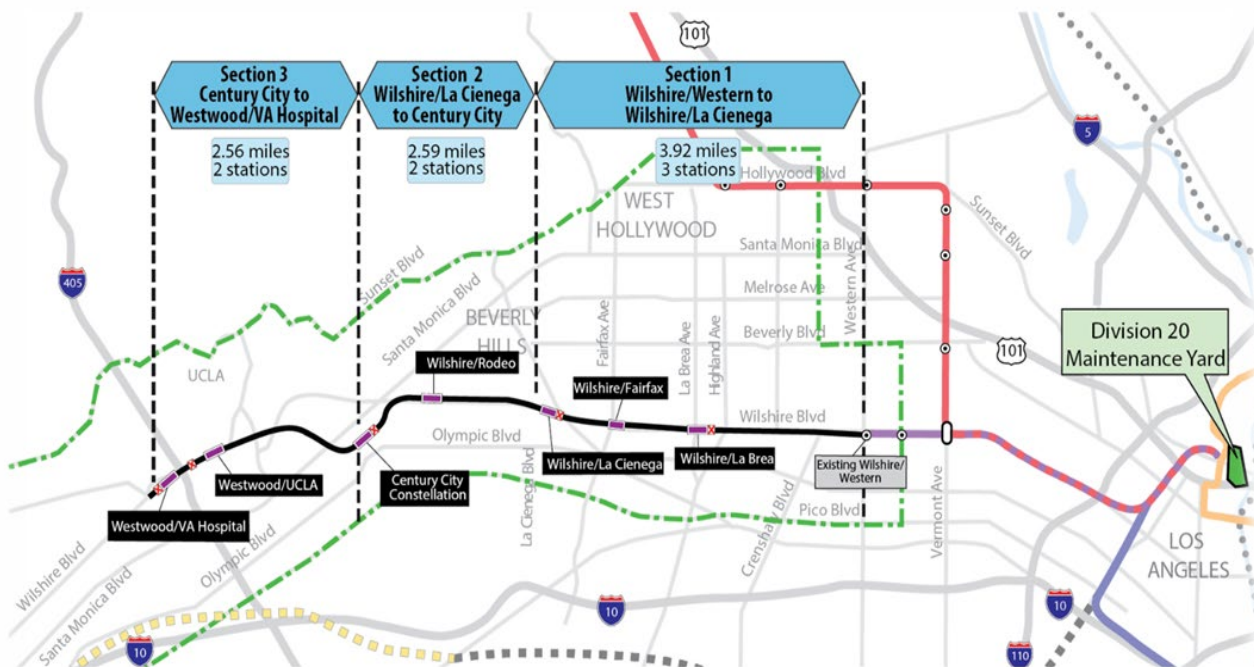 101
Section 3
Century City to
Westwood/VA Hospital
Section 2
Wilshire/La Cienega
to Century City
Section 1
Wilshire/Western to
Wilshire/La Cienega
2.56 miles
2 stations
2.59 miles
2 stations
3.92 miles
3 stations
5
Hollywood Blvd
WEST
HOLLYWOOD
Sunset Blvd
Santa Monica Blvd
Western Ave
Sunset Blvd
405
Santa Monica Blvd
Melrose Ave
BEVERLY
HILLS
Fairfax Ave
La Brea Ave
Highland Ave
Beverly Blvd
101
Division 20
Maintenance Yard
UCLA
Wilshire/Rodeo
Wilshire/Fairfax
Wilshire Blvd
Olympic Blvd
Wilshire/La Cienega
Wilshire/La Brea
Existing Wilshire/
Western
Westwood/UCLA
Century City
Constellation
Westwood/VA Hospital
La Cienega Blvd
Crenshaw Blvd
Pico Blvd
Vermont Ave
Wilshire Blvd
Santa Monica Blvd
Olympic Blvd
LOS
ANGELES
10
10
10
110